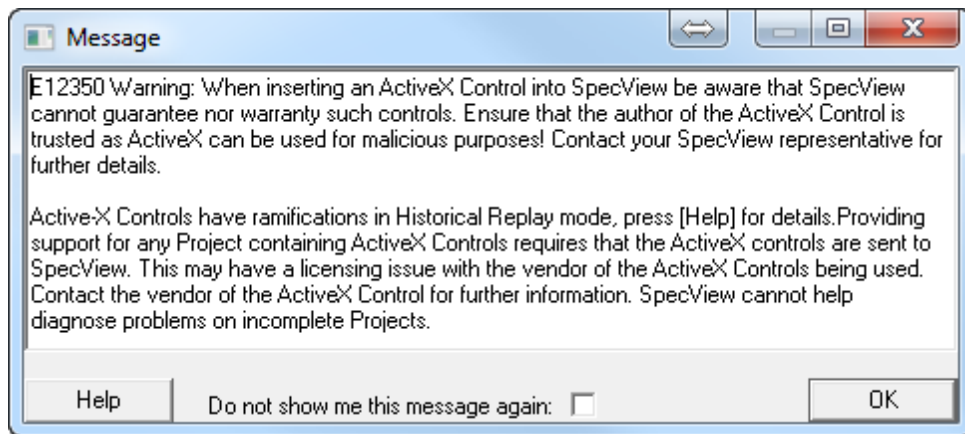 Message
E12350 Warning: When inserting an ActiveX Control into SpecView be aware that SpecView
cannot guarantee nor warranty such controls. Ensure that the author of the ActiveX Control is
trusted as ActiveX can be used for malicious purposes! Contact your SpecView representative for
further details.
Active-X Controls have ramifications in Historical Replay mode, press [Help] for details.Providing
support for any Project containing ActiveX Controls requires that the ActiveX controls are sent to
SpecView. This may have a licensing issue with the vendor of the ActiveX Controls being used.
Contact the vendor of the ActiveX Control for further information. SpecView cannot help
diagnose problems on incomplete Projects.
Help Do not show me this message again: OK